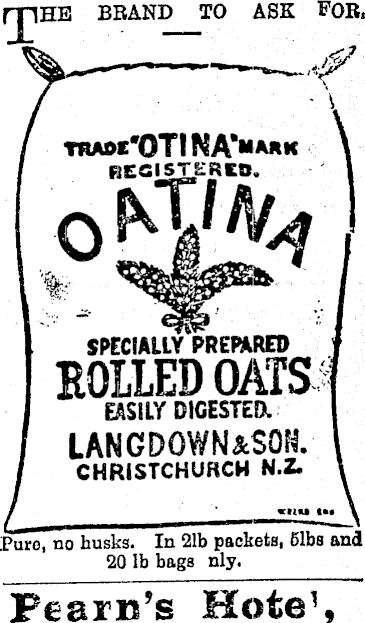 THE BRAND TO ASK FOR.
TRADE "OTINA" MARK
REGISTERED.
OATINA
SPECIALLY PREPARED
ROLLED OATS
EASILY DIGESTED.
LANGDOWN & SON.
CHRISTCHURCH N.Z.
Pure, no husks. In 2lb packets, 5lbs and
20 lb bags nly.
Pearn's Hote',